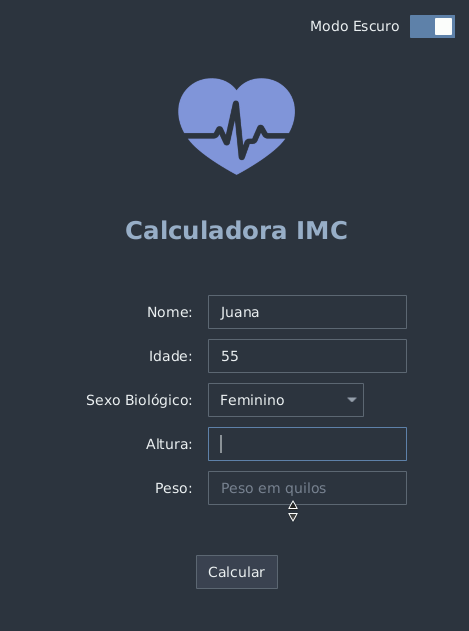 Modo Escuro
Calculadora IMC
Nome: Juana
Idade: 55
Sexo Biológico: Feminino
Altura:
Peso: Peso em quilos
Calcular